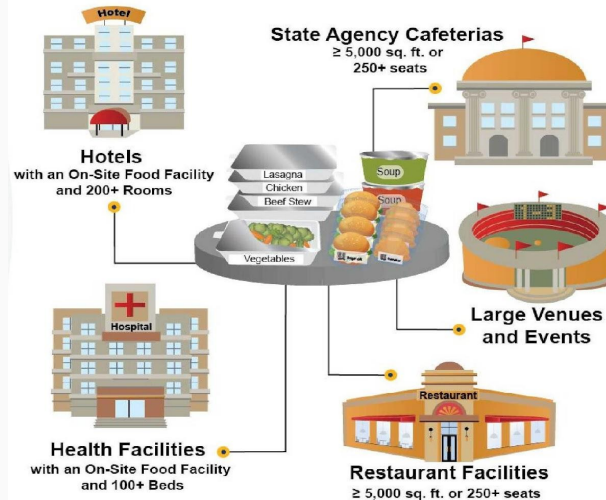 Hotel
Hotels
with an On-Site Food Facility
and 200+ Rooms
State Agency Cafeterias
≥ 5,000 sq. ft. or
250+ seats
Lasagna
Chicken
Beef Stew
Vegetables
Soup
Soup
Large Venues
and Events
Hospital
Health Facilities
with an On-Site Food Facility
and 100+ Beds
Restaurant
Restaurant Facilities
≥ 5,000 sq. ft. or 250+ seats